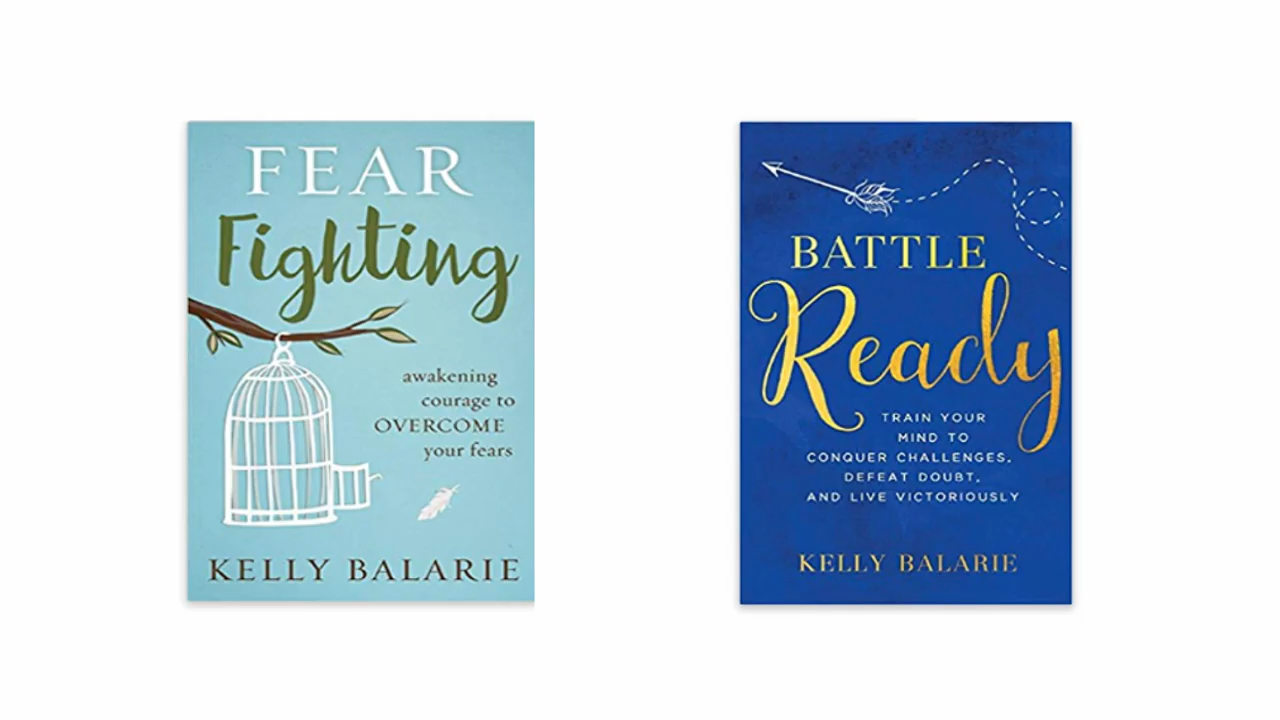 FEAR
Fighting
awakening
courage to
OVERCOME
your fears
KELLY BALARIE
BATTLE
Ready
TRAIN YOUR
MIND TO
CONQUER CHALLENGES,
DEFEAT DOUBT,
AND LIVE VICTORIOUSLY
KELLY BALARIE